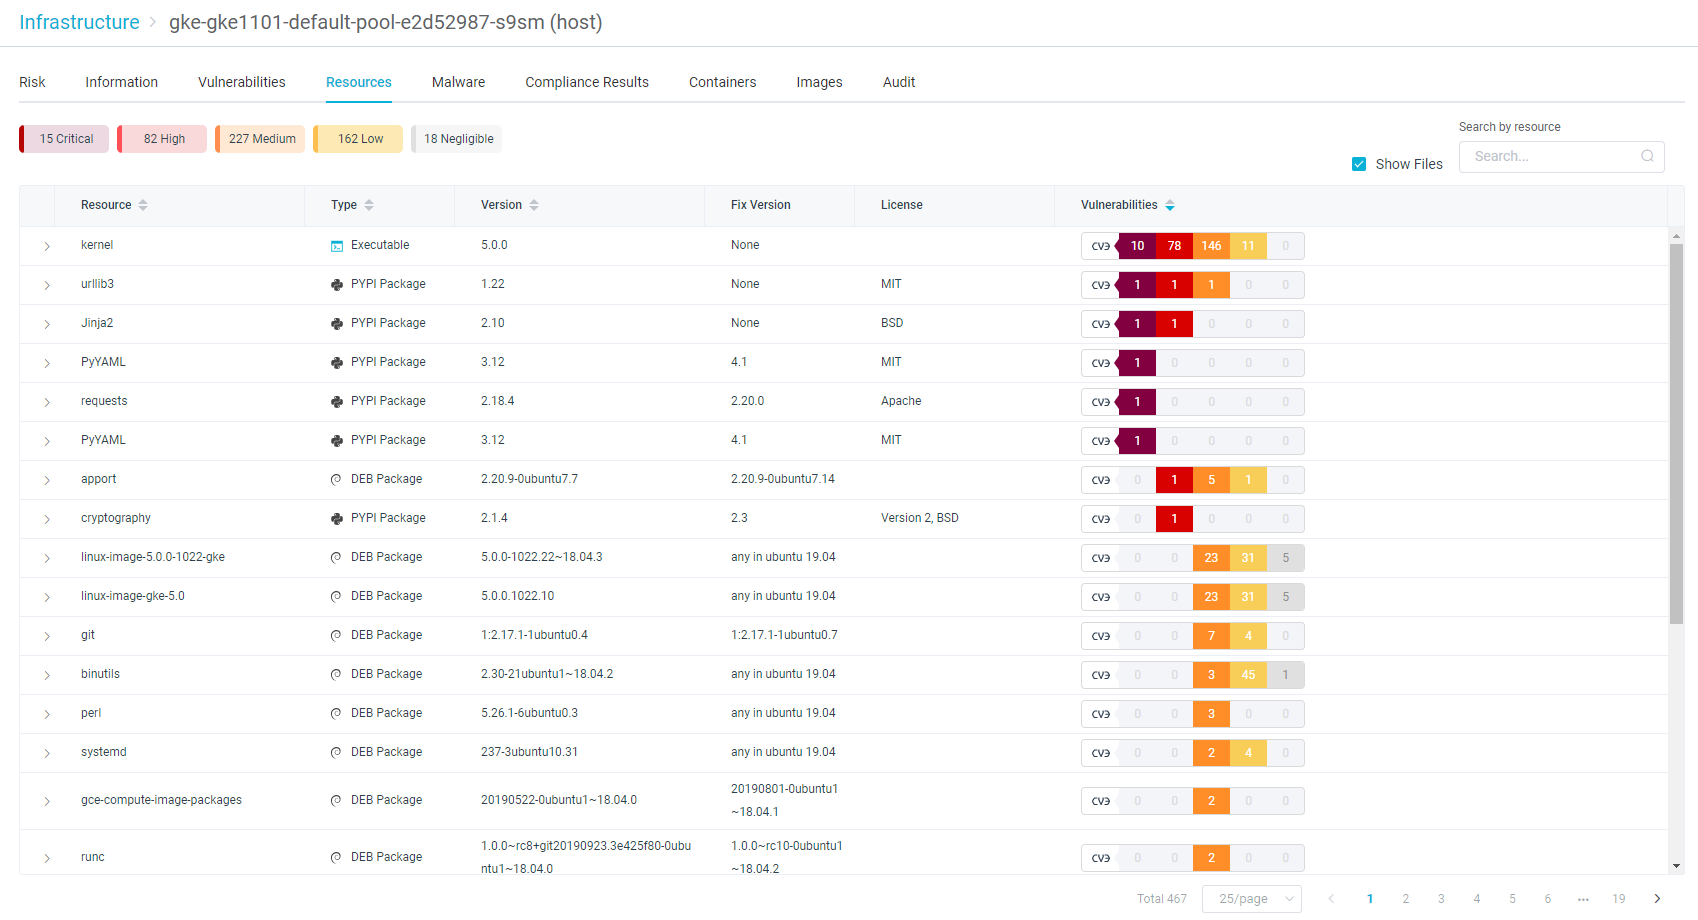 Infrastructure > gke-gke1101-default-pool-e2d52987-s9sm (host)
Risk Information Vulnerabilities Resources Malware Compliance Results Containers Images Audit
15 Critical 82 High 227 Medium 162 Low 18 Negligible
Search by resource
Show Files Search...
Resource Type Version Fix Version License Vulnerabilities
kernel Executable 5.0.0 None CVE 10 78 146 11 0
urllib3 PYPI Package 1.22 None MIT CVE 1 1 1 0 0
Jinja2 PYPI Package 2.10 None BSD CVE 1 1 0 0 0
PyYAML PYPI Package 3.12 4.1 MIT CVE 1 0 0 0 0
requests PYPI Package 2.18.4 2.20.0 Apache CVE 1 0 0 0 0
PyYAML PYPI Package 3.12 4.1 MIT CVE 1 0 0 0 0
apport DEB Package 2.20.9-0ubuntu7.7 2.20.9-0ubuntu7.14 CVE 0 1 5 1 0
cryptography PYPI Package 2.1.4 2.3 Version 2, BSD CVE 0 1 0 0 0
linux-image-5.0.0-1022-gke DEB Package 5.0.0-1022.22~18.04.3 any in ubuntu 19.04 CVE 0 0 23 31 5
linux-image-gke-5.0 DEB Package 5.0.0.1022.10 any in ubuntu 19.04 CVE 0 0 23 31 5
git DEB Package 1:2.17.1-1ubuntu0.4 1:2.17.1-1ubuntu0.7 CVE 0 0 7 4 0
binutils DEB Package 2.30-21ubuntu1~18.04.2 any in ubuntu 19.04 CVE 0 0 3 45 1
perl DEB Package 5.26.1-6ubuntu0.3 any in ubuntu 19.04 CVE 0 0 3 0 0
systemd DEB Package 237-3ubuntu10.31 any in ubuntu 19.04 CVE 0 0 2 4 0
gce-compute-image-packages DEB Package 20190522-0ubuntu1~18.04.0 20190801-0ubuntu1 CVE 0 0 2 0 0
~18.04.1
runc DEB Package 1.0.0~rc8+git20190923.3e425f80-0ubu 1.0.0~rc10-0ubuntu1 CVE 0 0 2 0 0
ntu1~18.04.0 ~18.04.2
Total 467 25/page < 1 2 3 4 5 6 ... 19 >